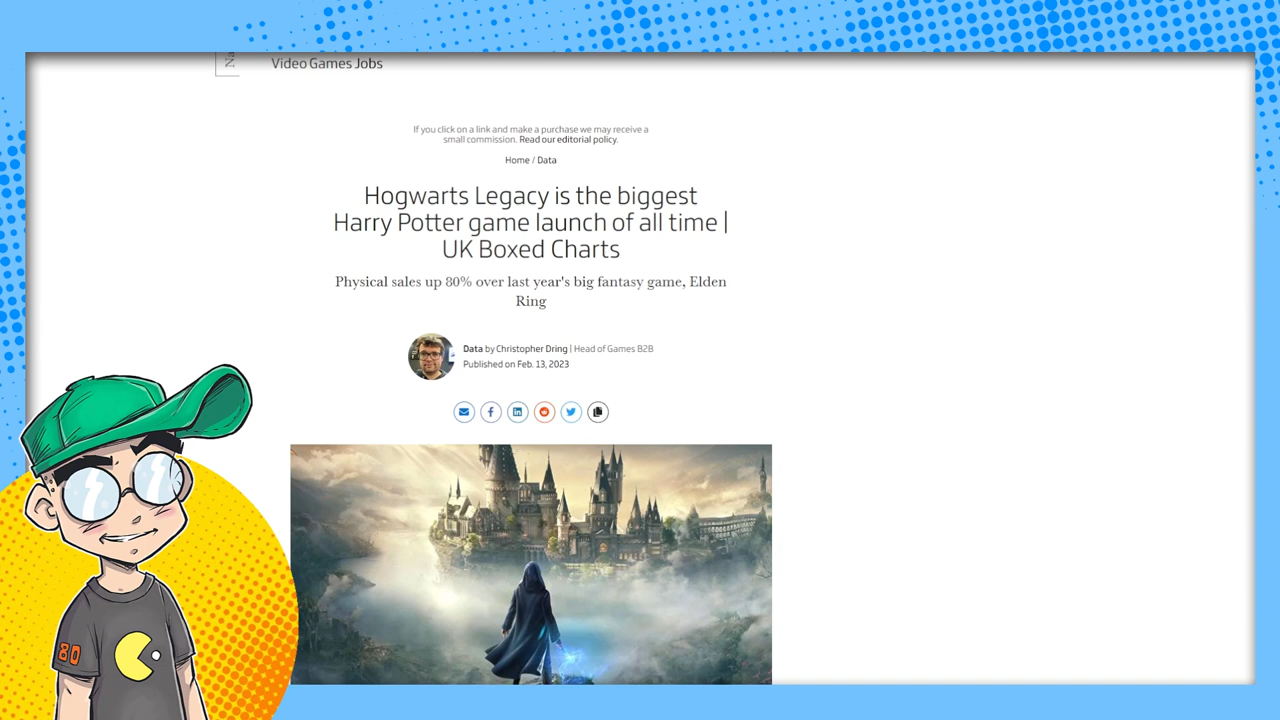 Na
Video Games Jobs
If you click on a link and make a purchase we may receive a
small commission. Read our editorial policy.
Home / Data
Hogwarts Legacy is the biggest
Harry Potter game launch of all time |
UK Boxed Charts
Physical sales up 80% over last year's big fantasy game, Elden
Ring
Data by Christopher Dring | Head of Games B2B
Published on Feb. 13, 2023
80